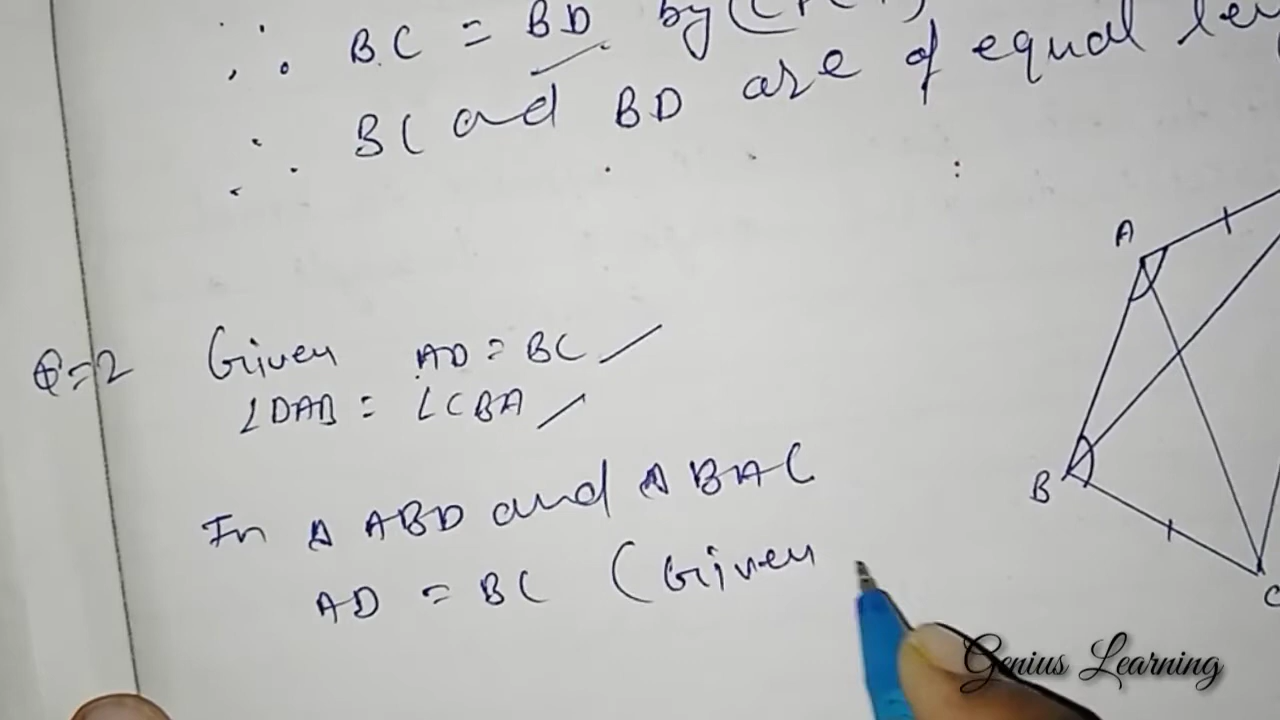 ∴ BC = BD by (CPCT)
∴ BC and BD are of equal
Q=2 Given AD = BC
∠DAB = ∠CBA
In Δ ABD and Δ BAC
AD = BC (Given
A
B
C
Genius Learning